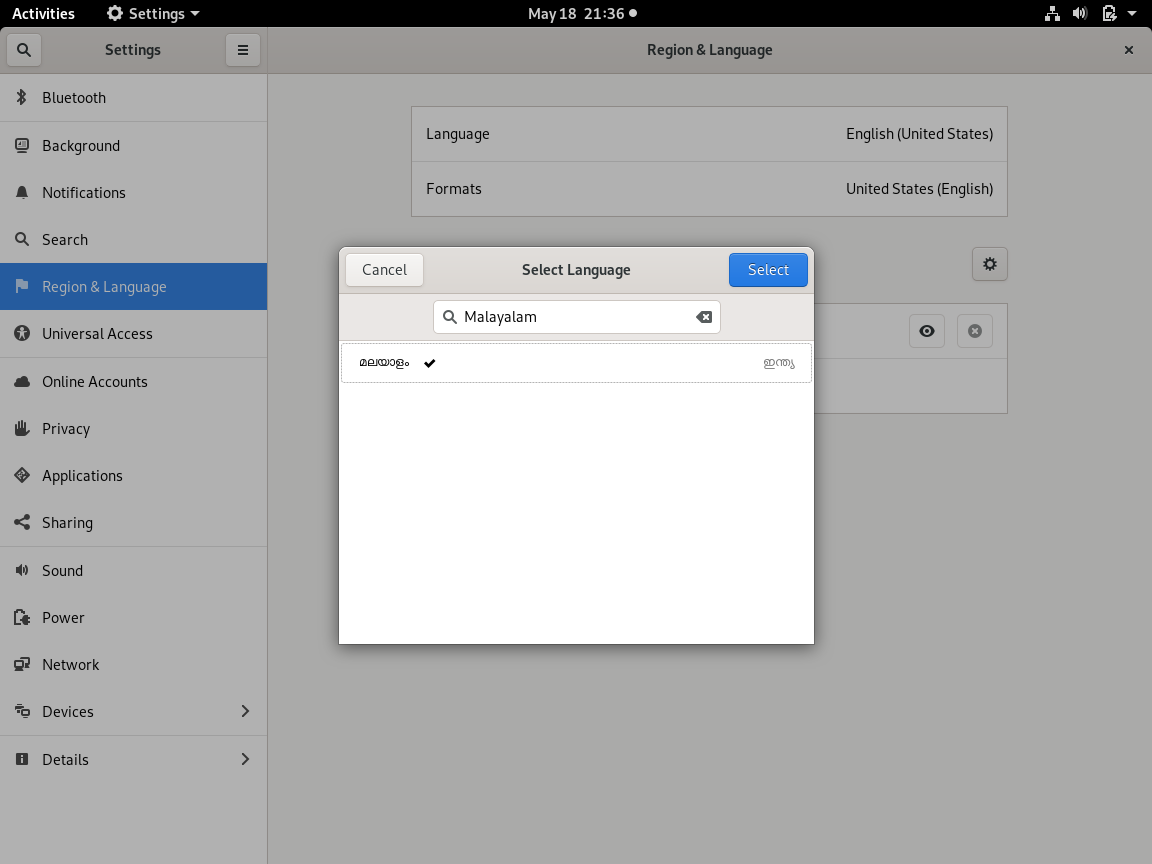 Activities Settings May 18 21:36
Settings Region & Language
Bluetooth
Background
Notifications
Search
Region & Language
Universal Access
Online Accounts
Privacy
Applications
Sharing
Sound
Power
Network
Devices
Details
Language English (United States)
Formats United States (English)
Cancel Select Language Select
Malayalam
മലയാളം ഇന്ത്യ